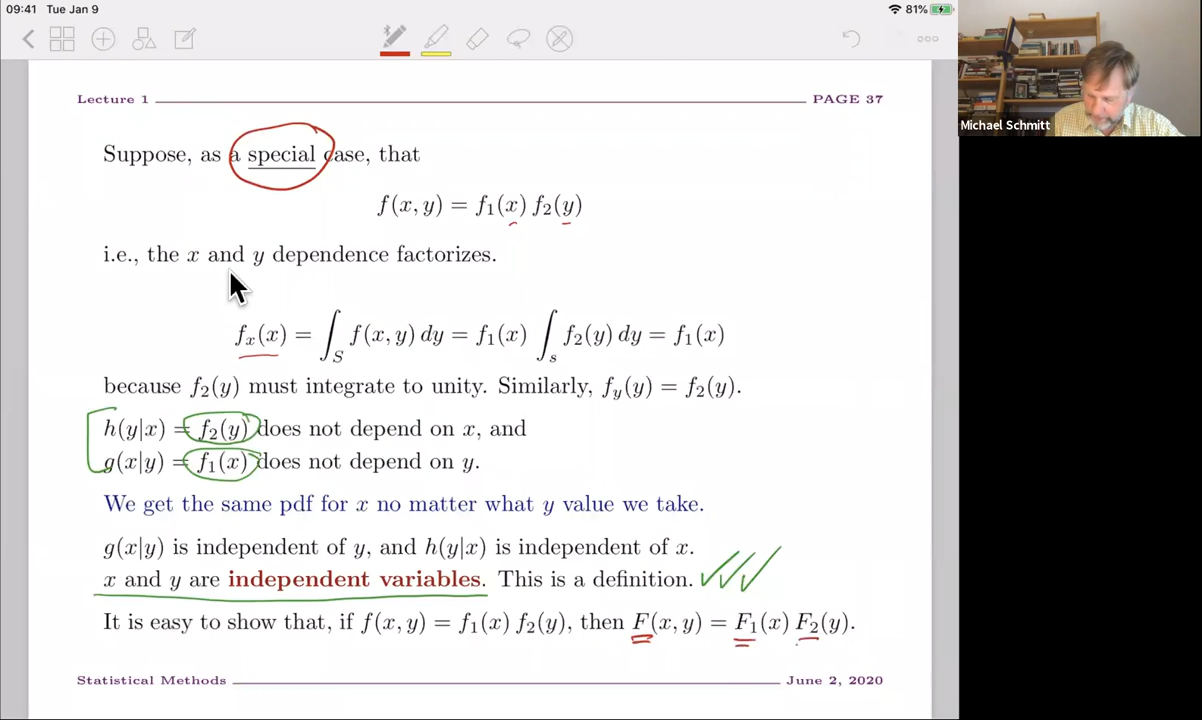 09:41 Tue Jan 9
81%
Michael Schmitt
Lecture 1
PAGE 37
Suppose, as a special case, that
f(x, y) = f₁(x) f₂(y)
i.e., the x and y dependence factorizes.
fₓ(x) = ∫_S f(x, y) dy = f₁(x) ∫_s f₂(y) dy = f₁(x)
because f₂(y) must integrate to unity. Similarly, f_y(y) = f₂(y).
h(y|x) = f₂(y) does not depend on x, and
g(x|y) = f₁(x) does not depend on y.
We get the same pdf for x no matter what y value we take.
g(x|y) is independent of y, and h(y|x) is independent of x.
x and y are independent variables. This is a definition.
It is easy to show that, if f(x, y) = f₁(x) f₂(y), then F(x, y) = F₁(x) F₂(y).
Statistical Methods
June 2, 2020